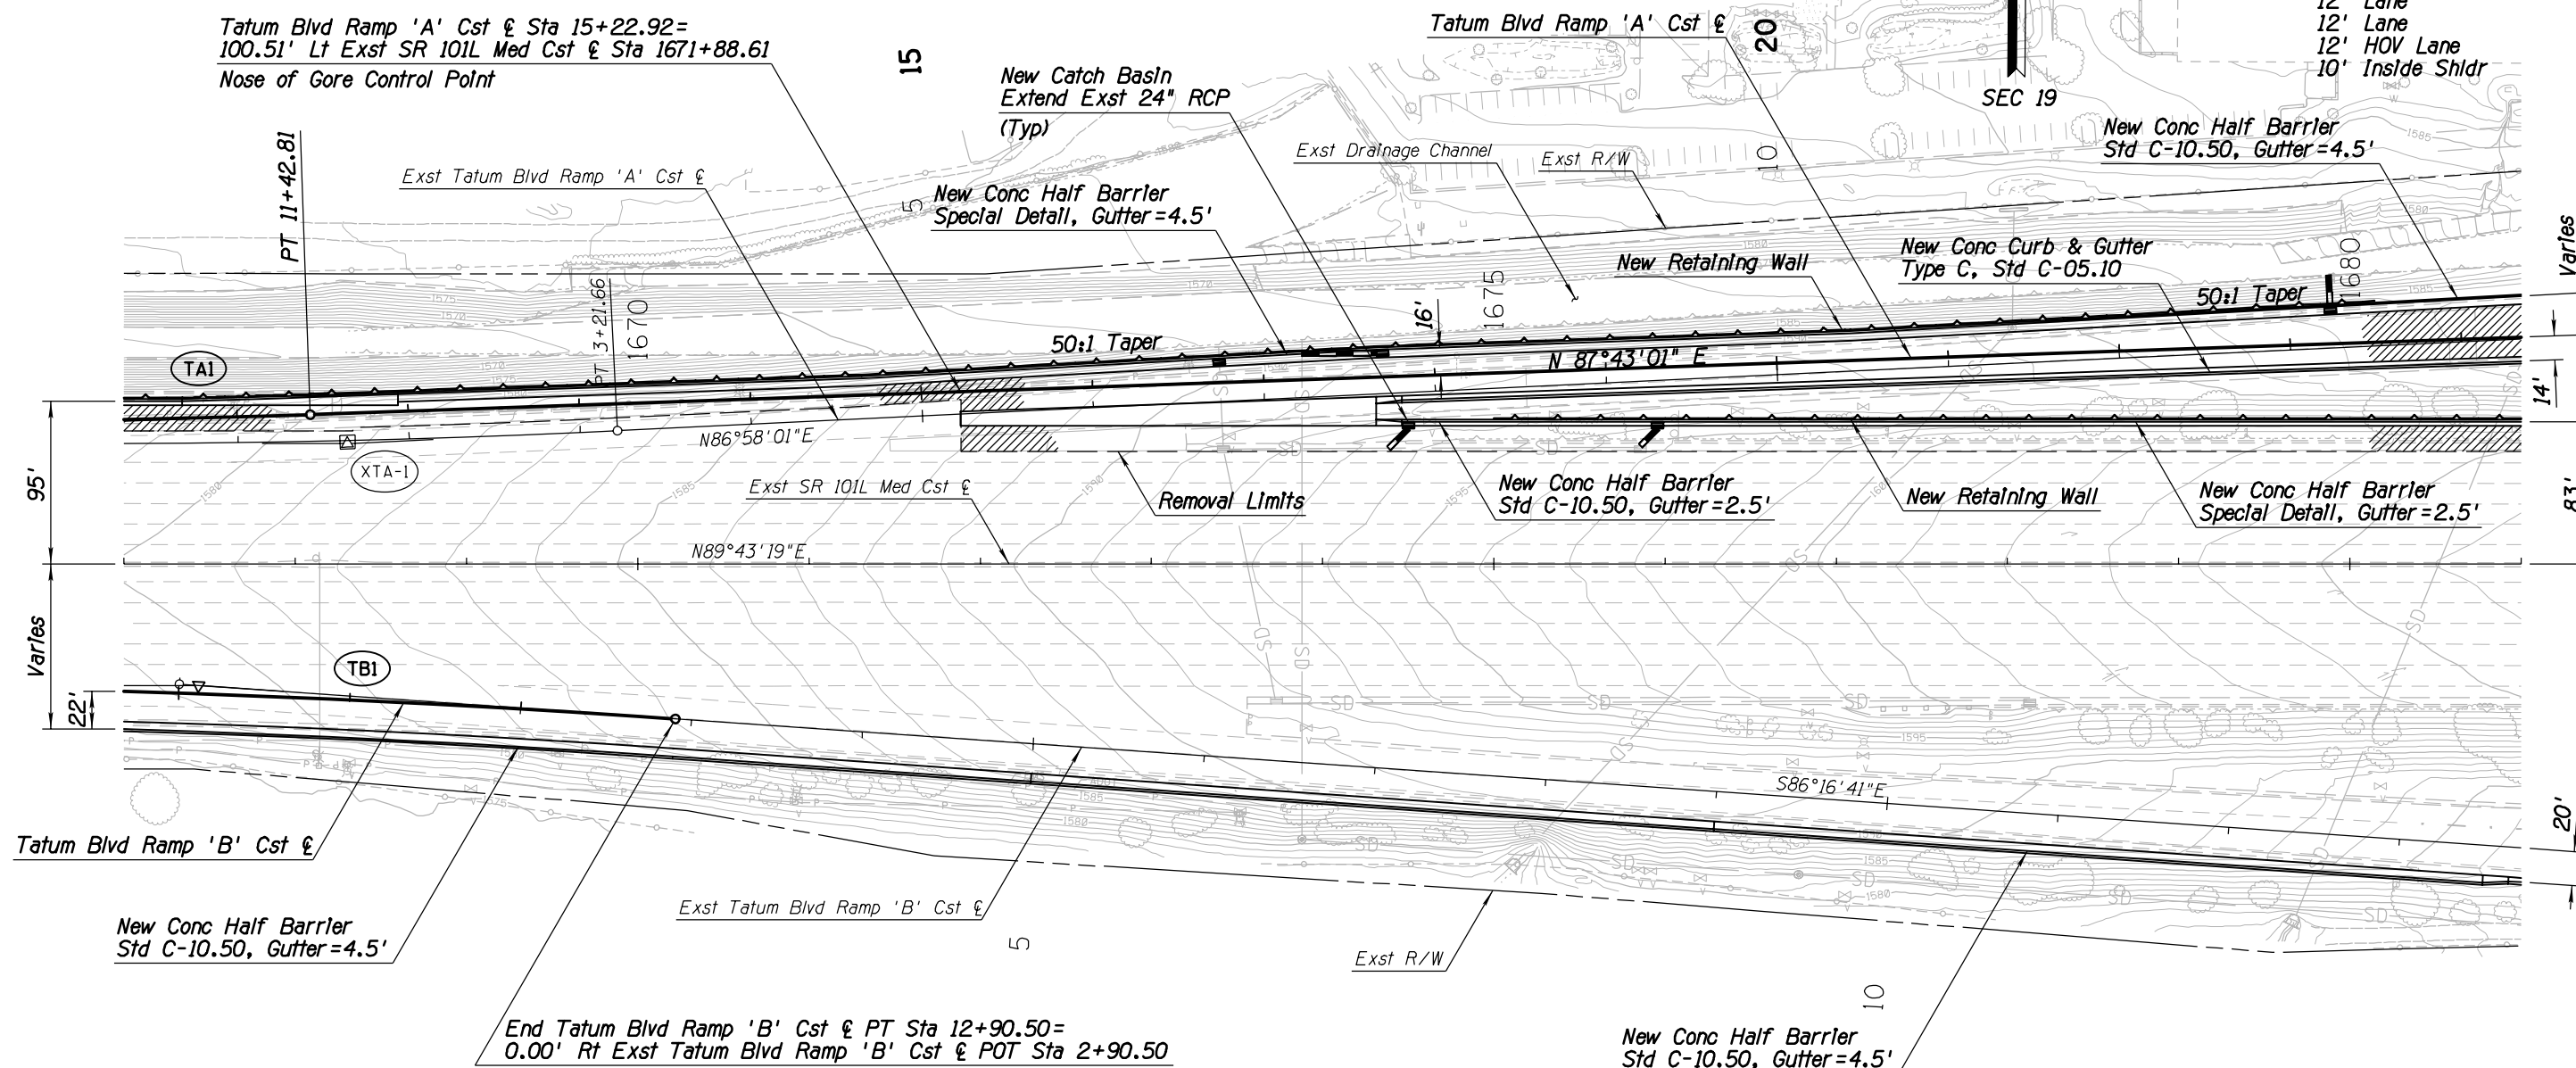 Tatum Blvd Ramp 'A' Cst ℄ Sta 15+22.92=
100.51' Lt Exst SR 101L Med Cst ℄ Sta 1671+88.61
Nose of Gore Control Point
15
New Catch Basin
Extend Exst 24" RCP
(Typ)
Tatum Blvd Ramp 'A' Cst ℄
20
12' Lane
12' Lane
12' HOV Lane
10' Inside Shldr
SEC 19
PT 11+42.81
Exst Tatum Blvd Ramp 'A' Cst ℄
5
New Conc Half Barrier
Special Detail, Gutter=4.5'
Exst Drainage Channel
Exst R/W
10
New Conc Half Barrier
Std C-10.50, Gutter=4.5'
New Retaining Wall
New Conc Curb & Gutter
Type C, Std C-05.10
Varies
PT 3+21.66
1670
1675
1680
16'
50:1 Taper
50:1 Taper
TA1
N 87°43'01" E
14'
N86°58'01"E
XTA-1
95'
Exst SR 101L Med Cst ℄
Removal Limits
New Conc Half Barrier
Std C-10.50, Gutter=2.5'
New Retaining Wall
New Conc Half Barrier
Special Detail, Gutter=2.5'
83'
N89°43'19"E
Varies
TB1
22'
S86°16'41"E
20'
Tatum Blvd Ramp 'B' Cst ℄
New Conc Half Barrier
Std C-10.50, Gutter=4.5'
Exst Tatum Blvd Ramp 'B' Cst ℄
5
Exst R/W
10
End Tatum Blvd Ramp 'B' Cst ℄ PT Sta 12+90.50=
0.00' Rt Exst Tatum Blvd Ramp 'B' Cst ℄ POT Sta 2+90.50
New Conc Half Barrier
Std C-10.50, Gutter=4.5'